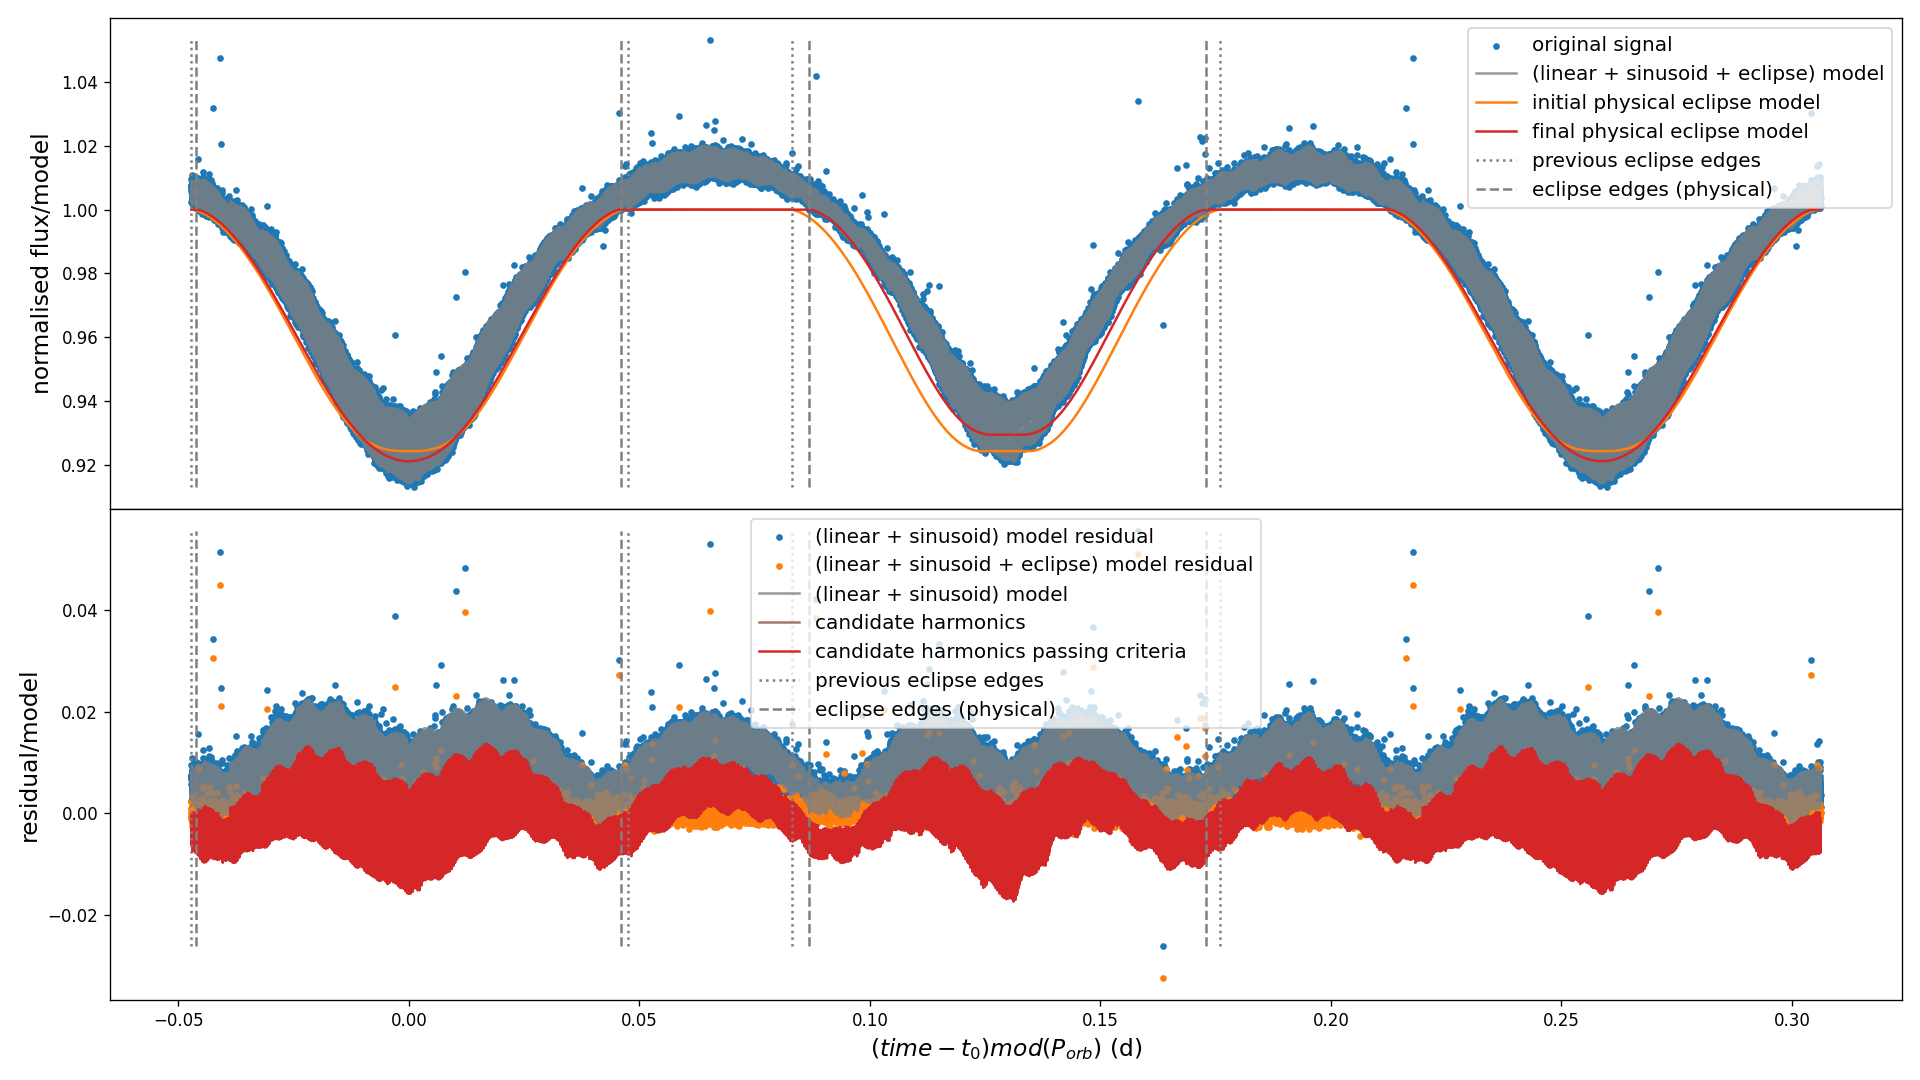 normalised flux/model
1.04
1.02
1.00
0.98
0.96
0.94
0.92
original signal
(linear + sinusoid + eclipse) model
initial physical eclipse model
final physical eclipse model
previous eclipse edges
eclipse edges (physical)
residual/model
0.04
0.02
0.00
−0.02
(linear + sinusoid) model residual
(linear + sinusoid + eclipse) model residual
(linear + sinusoid) model
candidate harmonics
candidate harmonics passing criteria
previous eclipse edges
eclipse edges (physical)
−0.05 0.00 0.05 0.10 0.15 0.20 0.25 0.30
(time − t₀)mod(Pₒᵣb) (d)